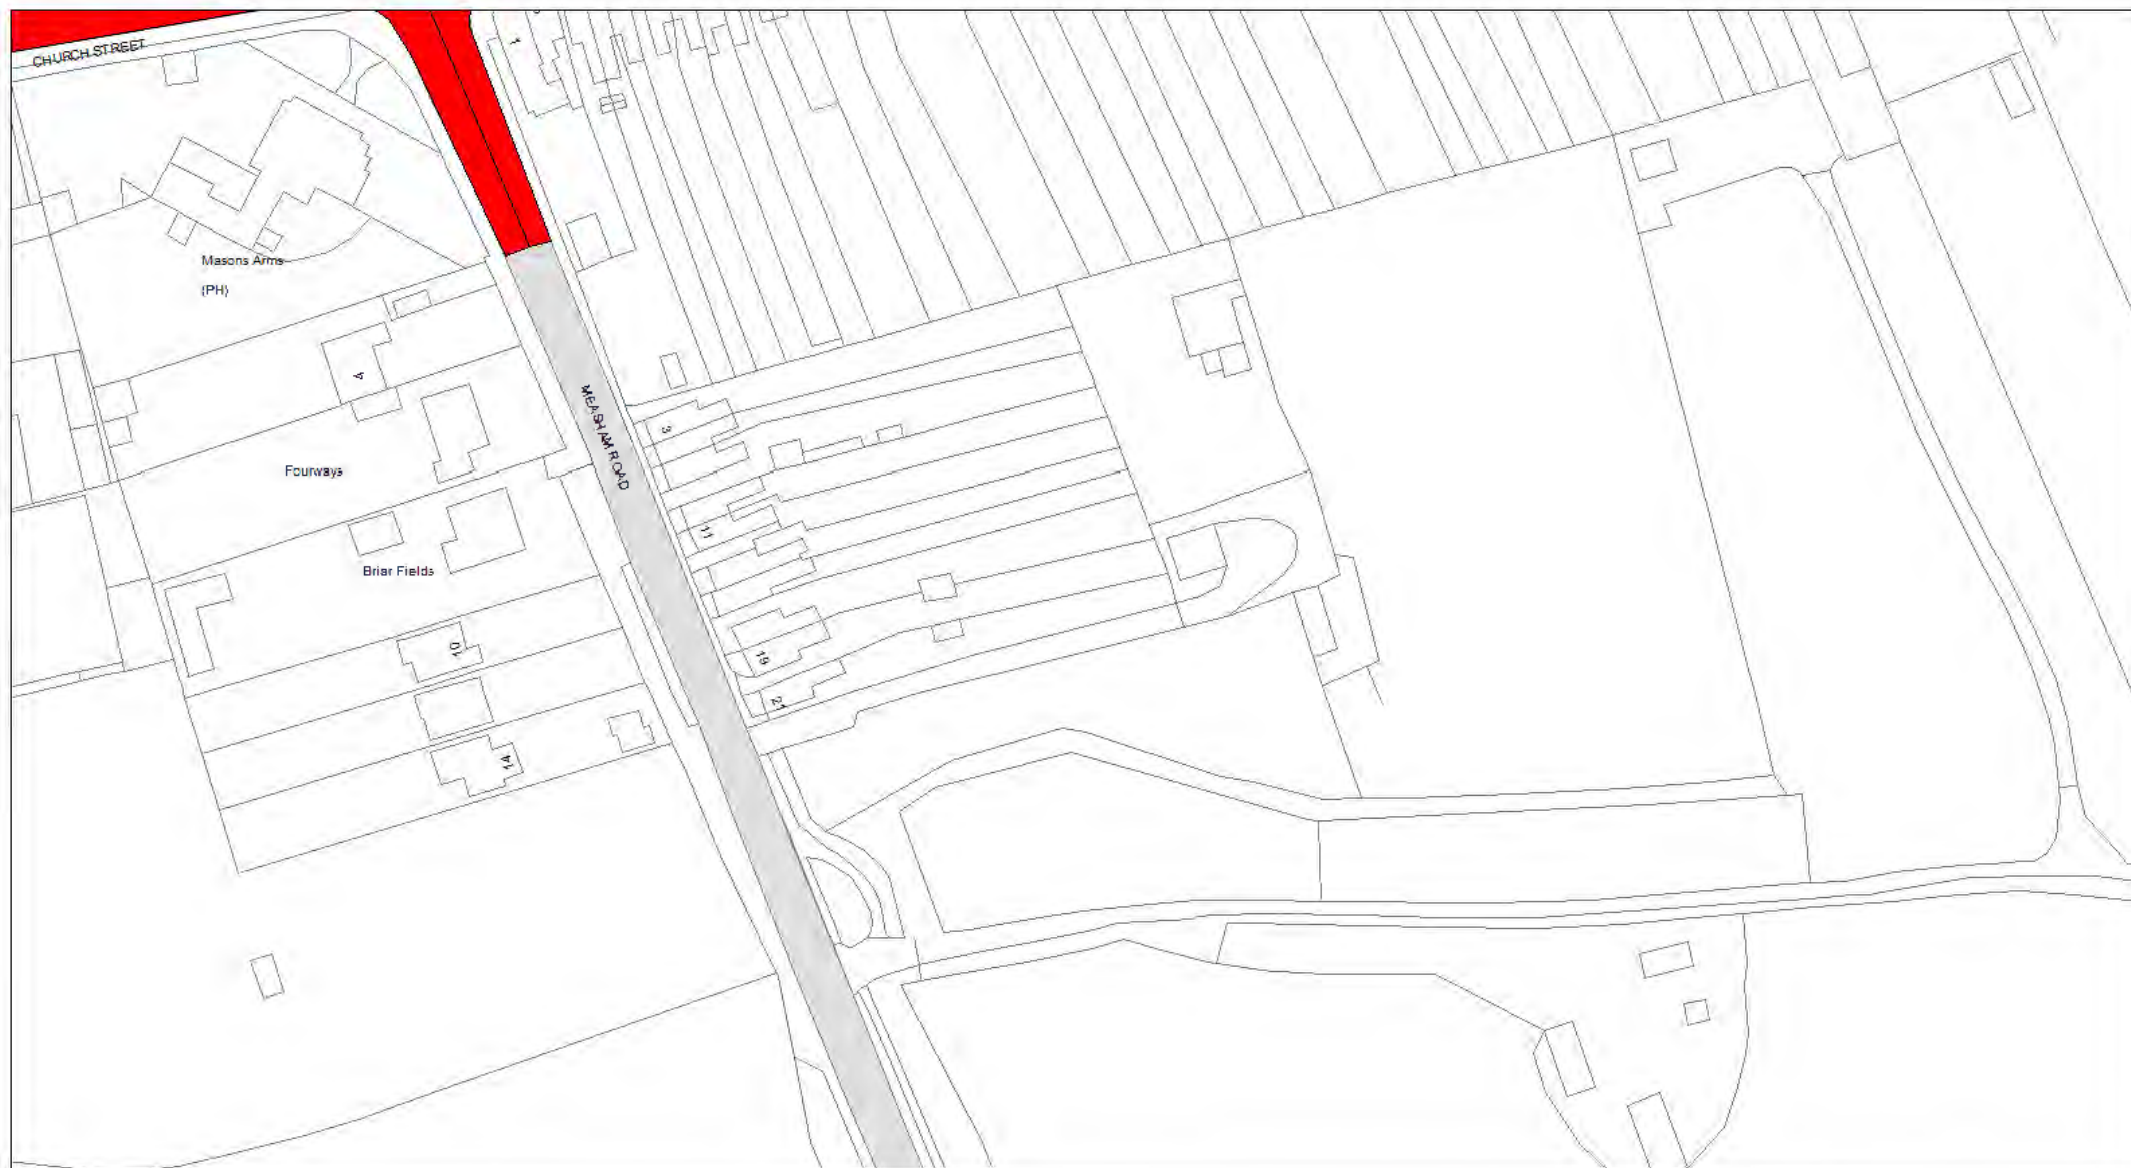 CHURCH STREET
1
Masons Arms
(PH)
4
MEASHAM ROAD
3
Fourways
11
Briar Fields
10
19
21
14